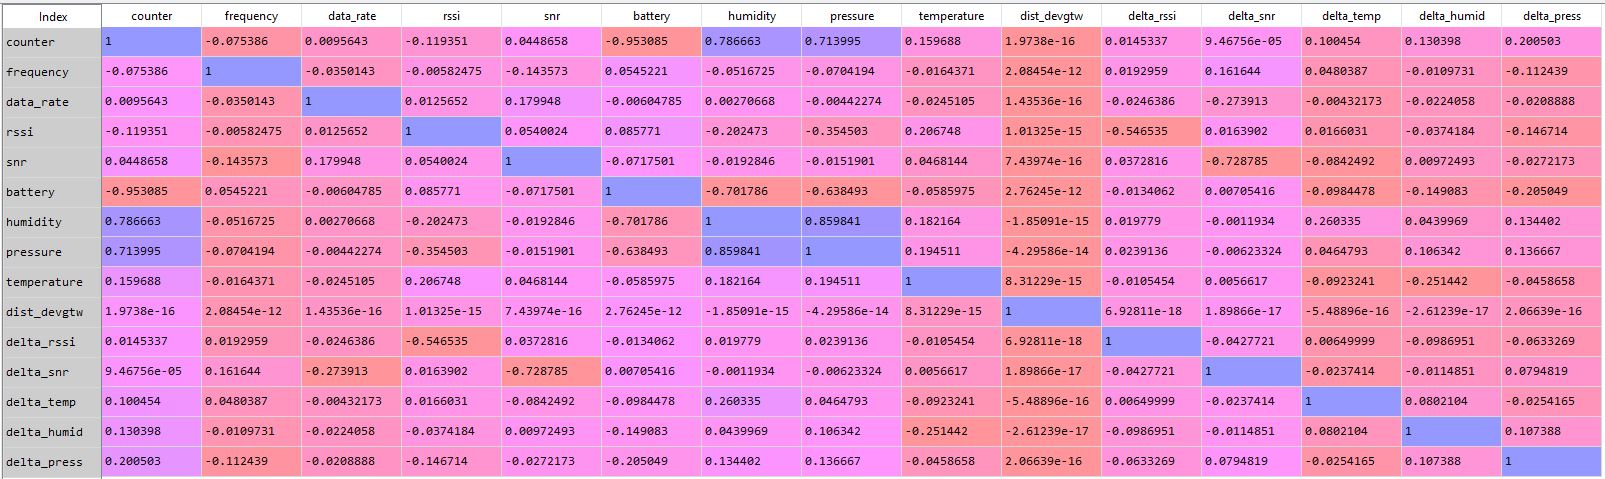 Index counter frequency data_rate rssi snr battery humidity pressure temperature dist_devgtw delta_rssi delta_snr delta_temp delta_humid delta_press
counter 1 -0.075386 0.0095643 -0.119351 0.0448658 -0.953085 0.786663 0.713995 0.159688 1.9738e-16 0.0145337 9.46756e-05 0.100454 0.130398 0.200503
frequency -0.075386 1 -0.0350143 -0.00582475 -0.143573 0.0545221 -0.0516725 -0.0704194 -0.0164371 2.08454e-12 0.0192959 0.161644 0.0480387 -0.0109731 -0.112439
data_rate 0.0095643 -0.0350143 1 0.0125652 0.179948 -0.00604785 0.00270668 -0.00442274 -0.0245105 1.43536e-16 -0.0246386 -0.273913 -0.00432173 -0.0224058 -0.0208888
rssi -0.119351 -0.00582475 0.0125652 1 0.0540024 0.085771 -0.202473 -0.354503 0.206748 1.01325e-15 -0.546535 0.0163902 0.0166031 -0.0374184 -0.146714
snr 0.0448658 -0.143573 0.179948 0.0540024 1 -0.0717501 -0.0192846 -0.0151901 0.0468144 7.43974e-16 0.0372816 -0.728785 -0.0842492 0.00972493 -0.0272173
battery -0.953085 0.0545221 -0.00604785 0.085771 -0.0717501 1 -0.701786 -0.638493 -0.0585975 2.76245e-12 -0.0134062 0.00705416 -0.0984478 -0.149083 -0.205049
humidity 0.786663 -0.0516725 0.00270668 -0.202473 -0.0192846 -0.701786 1 0.859841 0.182164 -1.85091e-15 0.019779 -0.0011934 0.260335 0.0439969 0.134402
pressure 0.713995 -0.0704194 -0.00442274 -0.354503 -0.0151901 -0.638493 0.859841 1 0.194511 -4.29586e-14 0.0239136 -0.00623324 0.0464793 0.106342 0.136667
temperature 0.159688 -0.0164371 -0.0245105 0.206748 0.0468144 -0.0585975 0.182164 0.194511 1 8.31229e-15 -0.0105454 0.0056617 -0.0923241 -0.251442 -0.0458658
dist_devgtw 1.9738e-16 2.08454e-12 1.43536e-16 1.01325e-15 7.43974e-16 2.76245e-12 -1.85091e-15 -4.29586e-14 8.31229e-15 1 6.92811e-18 1.89866e-17 -5.48896e-16 -2.61239e-17 2.06639e-16
delta_rssi 0.0145337 0.0192959 -0.0246386 -0.546535 0.0372816 -0.0134062 0.019779 0.0239136 -0.0105454 6.92811e-18 1 -0.0427721 0.00649999 -0.0986951 -0.0633269
delta_snr 9.46756e-05 0.161644 -0.273913 0.0163902 -0.728785 0.00705416 -0.0011934 -0.00623324 0.0056617 1.89866e-17 -0.0427721 1 -0.0237414 -0.0114851 0.0794819
delta_temp 0.100454 0.0480387 -0.00432173 0.0166031 -0.0842492 -0.0984478 0.260335 0.0464793 -0.0923241 -5.48896e-16 0.00649999 -0.0237414 1 0.0802104 -0.0254165
delta_humid 0.130398 -0.0109731 -0.0224058 -0.0374184 0.00972493 -0.149083 0.0439969 0.106342 -0.251442 -2.61239e-17 -0.0986951 -0.0114851 0.0802104 1 0.107388
delta_press 0.200503 -0.112439 -0.0208888 -0.146714 -0.0272173 -0.205049 0.134402 0.136667 -0.0458658 2.06639e-16 -0.0633269 0.0794819 -0.0254165 0.107388 1